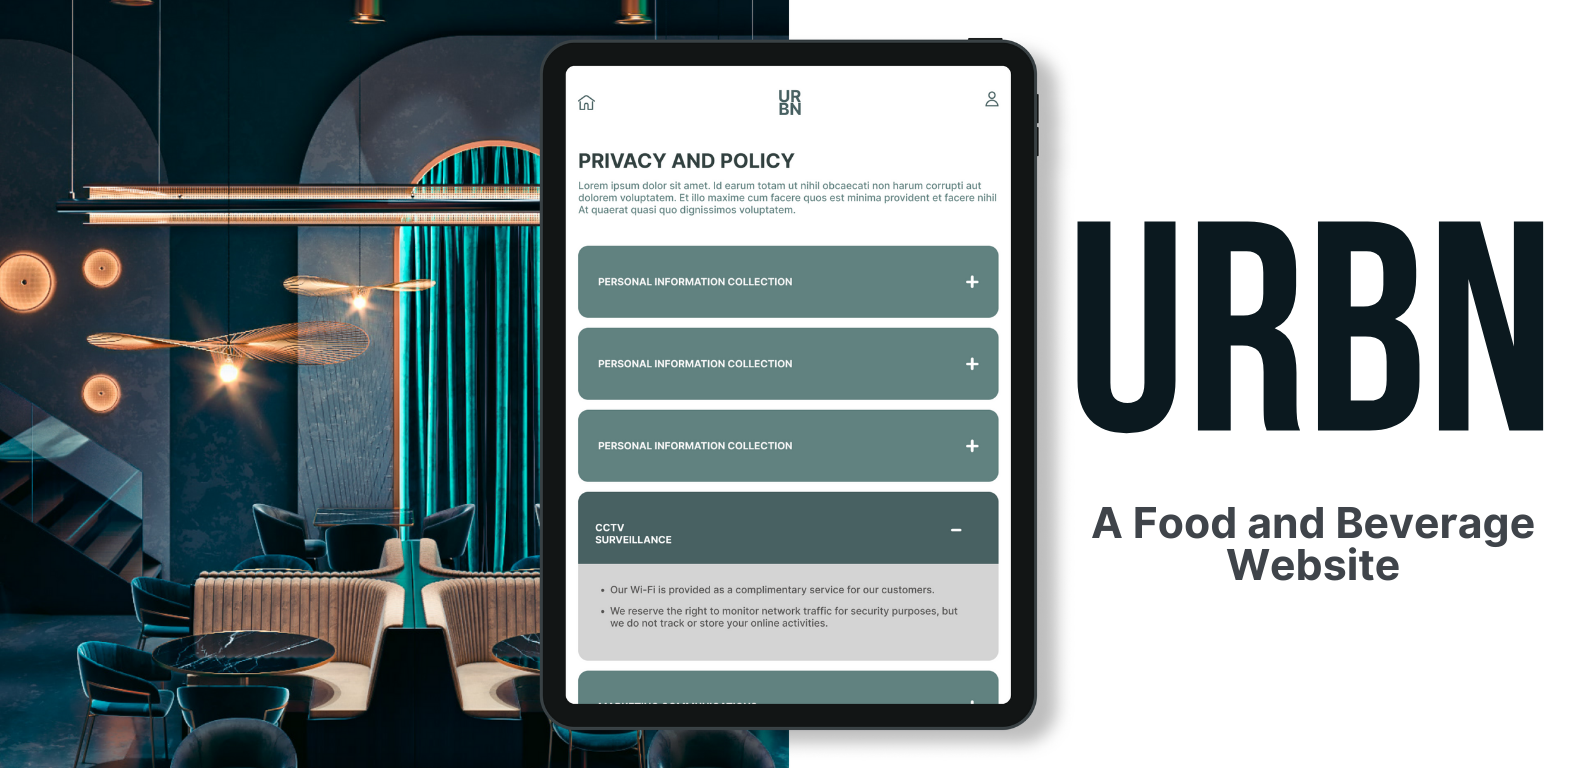 UR
BN
PRIVACY AND POLICY
Lorem ipsum dolor sit amet. Id earum totam ut nihil obcaecati non harum corrupti aut
dolorem voluptatem. Et illo maxime cum facere quos est minima provident et facere nihil
At quaerat quasi quo dignissimos voluptatem.
PERSONAL INFORMATION COLLECTION
PERSONAL INFORMATION COLLECTION
PERSONAL INFORMATION COLLECTION
CCTV
SURVEILLANCE
• Our Wi-Fi is provided as a complimentary service for our customers.
• We reserve the right to monitor network traffic for security purposes, but
we do not track or store your online activities.
MARKETING COMMUNICATIONS
URBN
A Food and Beverage
Website